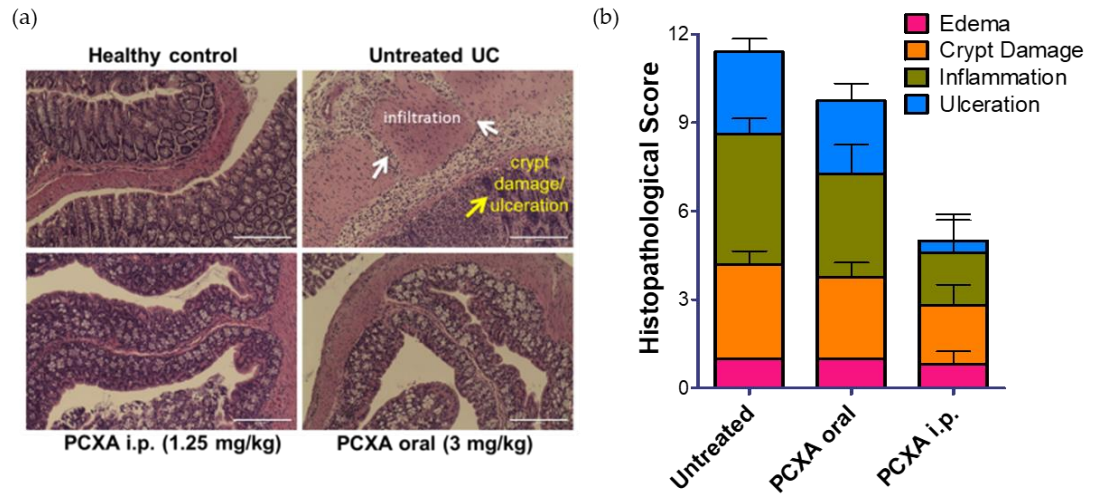 (a)
Healthy control
Untreated UC
infiltration
crypt
damage/
ulceration
PCXA i.p. (1.25 mg/kg)
PCXA oral (3 mg/kg)
(b)
Edema
Crypt Damage
Inflammation
Ulceration
Histopathological Score
12
9
6
3
0
Untreated
PCXA oral
PCXA i.p.